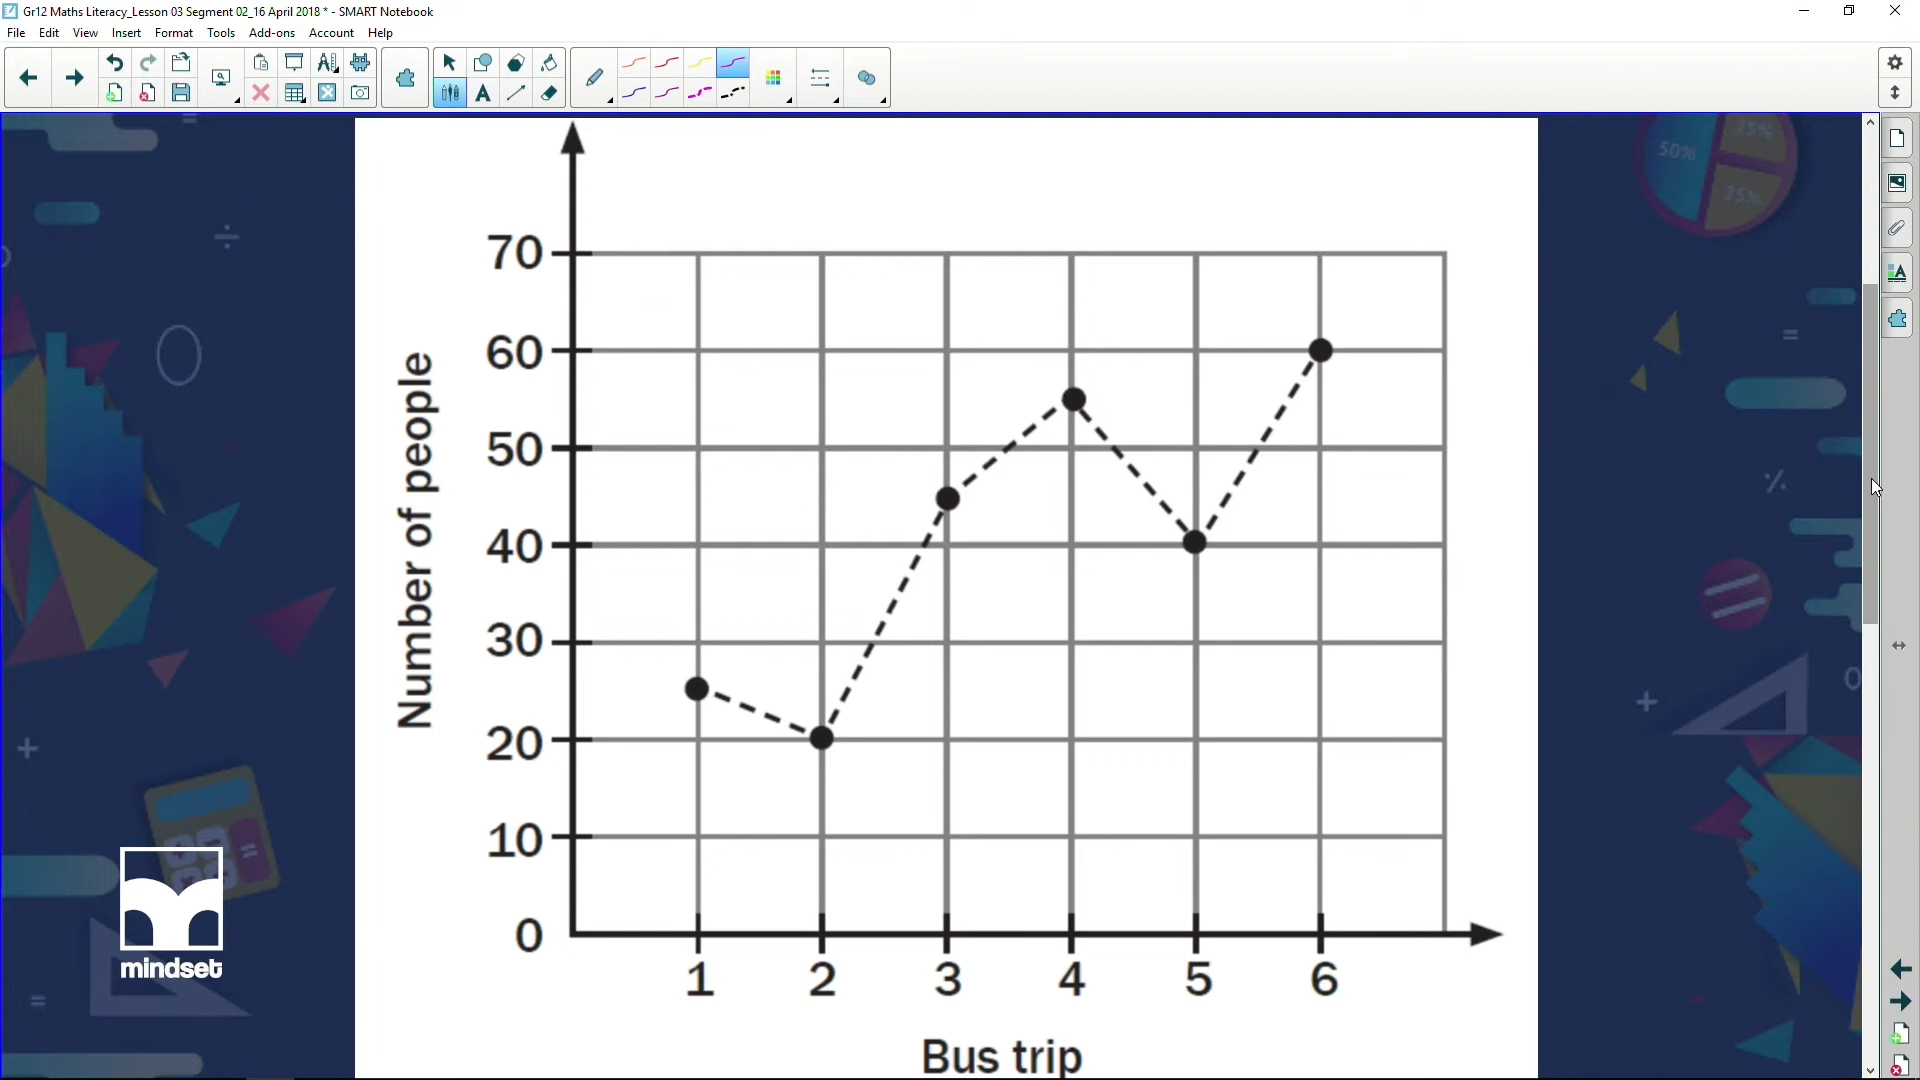 Gr12 Maths Literacy_Lesson 03 Segment 02_16 April 2018 * - SMART Notebook
File Edit View Insert Format Tools Add-ons Account Help
50% 25%
25%
Number of people
70
60
50
40
30
20
10
0
1 2 3 4 5 6
Bus trip
mindset